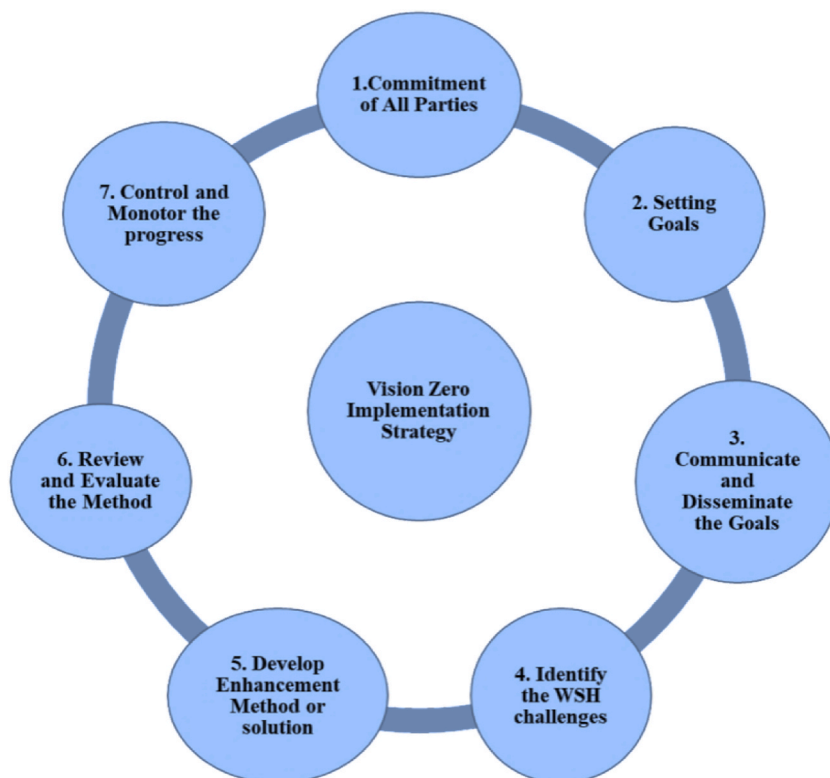 1.Commitment
of All Parties
2. Setting
Goals
3.
Communicate
and
Disseminate
the Goals
4. Identify
the WSH
challenges
5. Develop
Enhancement
Method or
solution
6. Review
and Evaluate
the Method
7. Control and
Monotor the
progress
Vision Zero
Implementation
Strategy